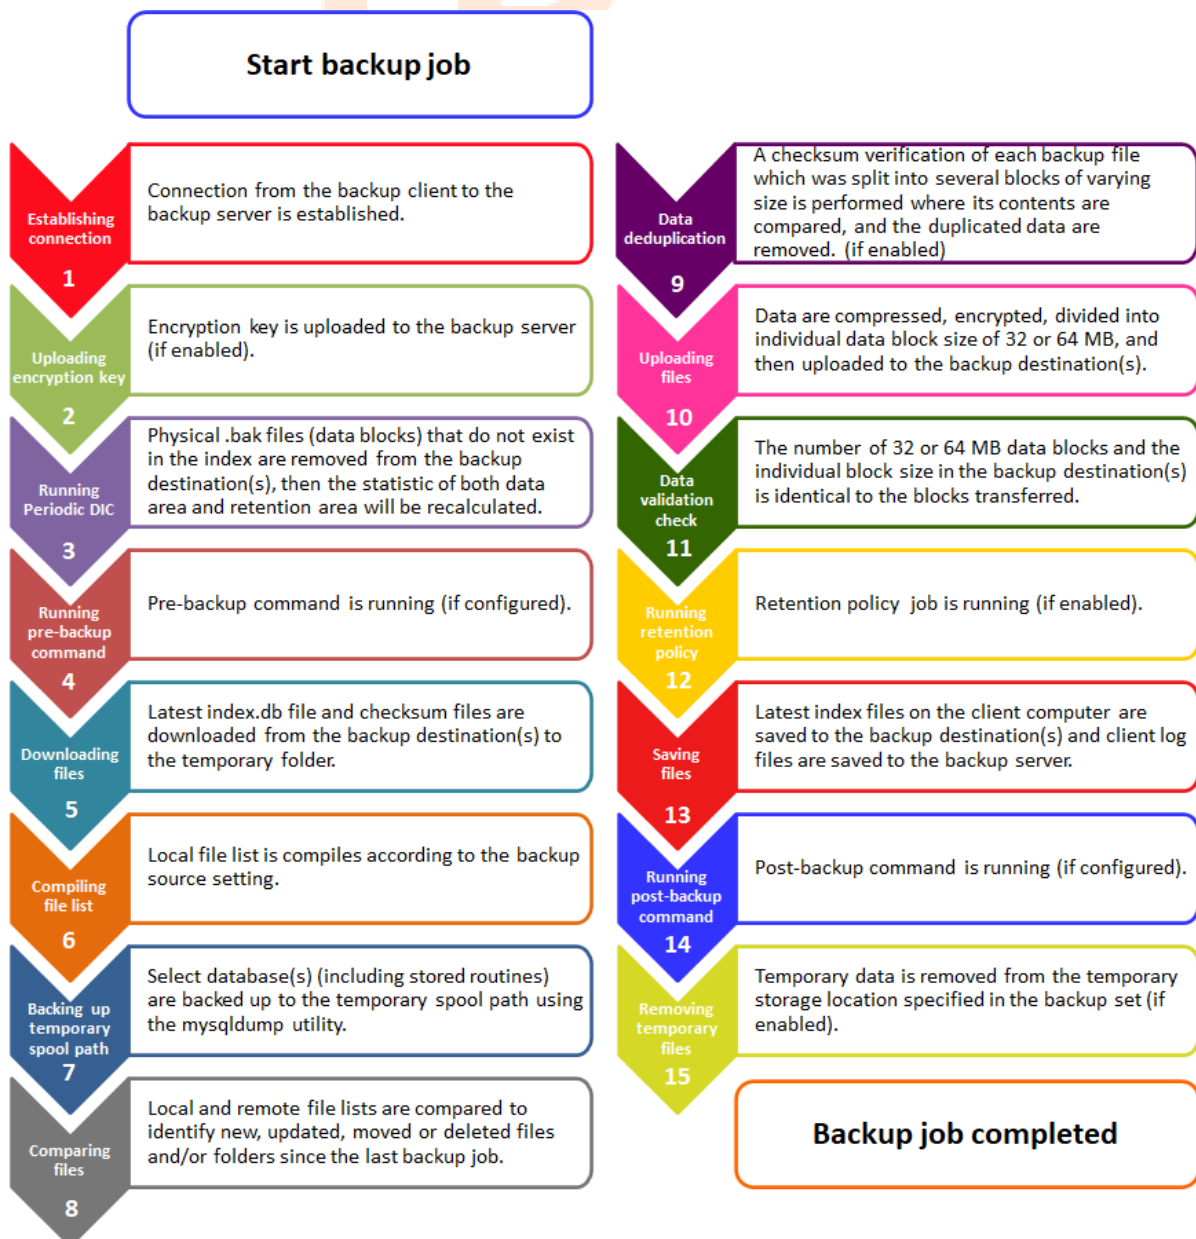 Start backup job
Establishing
connection
1
Connection from the backup client to the
backup server is established.
Uploading
encryption key
2
Encryption key is uploaded to the backup server
(if enabled).
Running
Periodic DIC
3
Physical .bak files (data blocks) that do not exist
in the index are removed from the backup
destination(s), then the statistic of both data
area and retention area will be recalculated.
Running
pre-backup
command
4
Pre-backup command is running (if configured).
Downloading
files
5
Latest index.db file and checksum files are
downloaded from the backup destination(s) to
the temporary folder.
Compiling
file list
6
Local file list is compiles according to the backup
source setting.
Backing up
temporary
spool path
7
Select database(s) (including stored routines)
are backed up to the temporary spool path using
the mysqldump utility.
Comparing
files
8
Local and remote file lists are compared to
identify new, updated, moved or deleted files
and/or folders since the last backup job.
Data
deduplication
9
A checksum verification of each backup file
which was split into several blocks of varying
size is performed where its contents are
compared, and the duplicated data are
removed. (if enabled)
Uploading
files
10
Data are compressed, encrypted, divided into
individual data block size of 32 or 64 MB, and
then uploaded to the backup destination(s).
Data
validation
check
11
The number of 32 or 64 MB data blocks and the
individual block size in the backup destination(s)
is identical to the blocks transferred.
Running
retention
policy
12
Retention policy job is running (if enabled).
Saving
files
13
Latest index files on the client computer are
saved to the backup destination(s) and client log
files are saved to the backup server.
Running
post-backup
command
14
Post-backup command is running (if configured).
Removing
temporary
files
15
Temporary data is removed from the temporary
storage location specified in the backup set (if
enabled).
Backup job completed